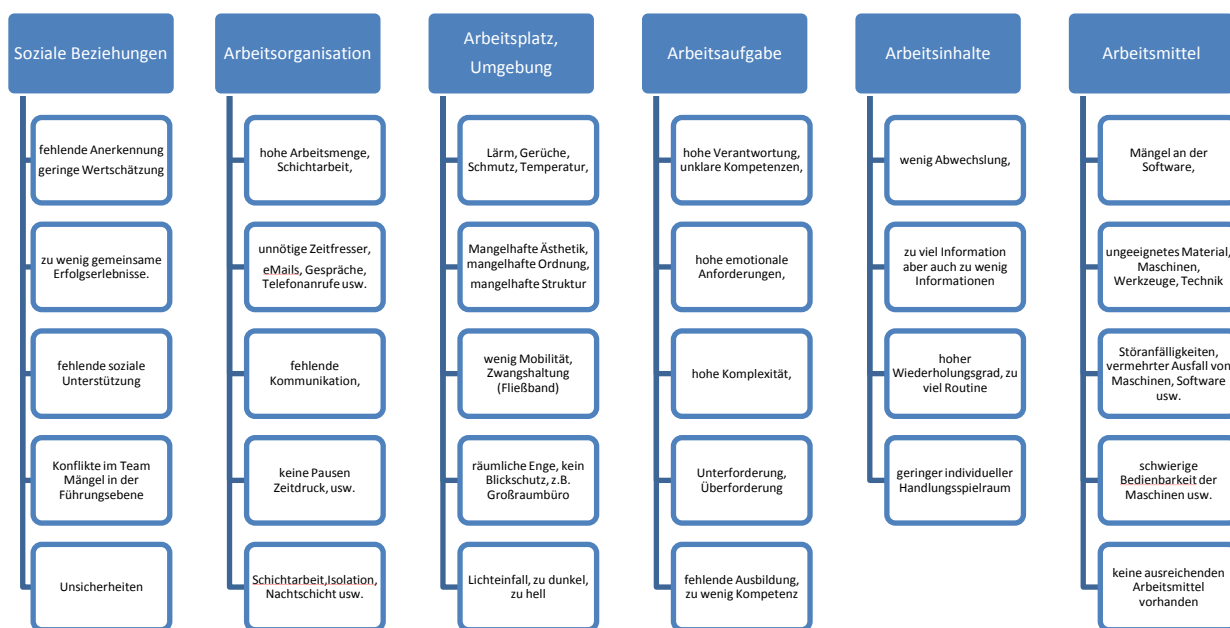 Soziale Beziehungen
fehlende Anerkennung
geringe Wertschätzung
zu wenig gemeinsame
Erfolgserlebnisse.
fehlende soziale
Unterstützung
Konflikte im Team
Mängel in der
Führungsebene
Unsicherheiten
Arbeitsorganisation
hohe Arbeitsmenge,
Schichtarbeit,
unnötige Zeitfresser,
eMails, Gespräche,
Telefonanrufe usw.
fehlende
Kommunikation,
keine Pausen
Zeitdruck, usw.
Schichtarbeit,Isolation,
Nachtschicht usw.
Arbeitsplatz,
Umgebung
Lärm, Gerüche,
Schmutz, Temperatur,
Mangelhafte Ästhetik,
mangelhafte Ordnung,
mangelhafte Struktur
wenig Mobilität,
Zwangshaltung
(Fließband)
räumliche Enge, kein
Blickschutz, z.B.
Großraumbüro
Lichteinfall, zu dunkel,
zu hell
Arbeitsaufgabe
hohe Verantwortung,
unklare Kompetenzen,
hohe emotionale
Anforderungen,
hohe Komplexität,
Unterforderung,
Überforderung
fehlende Ausbildung,
zu wenig Kompetenz
Arbeitsinhalte
wenig Abwechslung,
zu viel Information
aber auch zu wenig
Informationen
hoher
Wiederholungsgrad, zu
viel Routine
geringer individueller
Handlungsspielraum
Arbeitsmittel
Mängel an der
Software,
ungeeignetes Material,
Maschinen,
Werkzeuge, Technik
Störanfälligkeiten,
vermehrter Ausfall von
Maschinen, Software
usw.
schwierige
Bedienbarkeit der
Maschinen usw.
keine ausreichenden
Arbeitsmittel
vorhanden